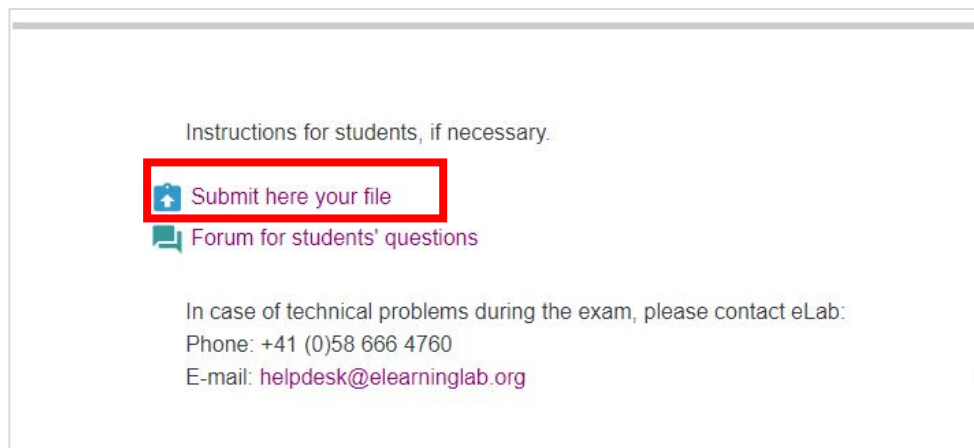 Instructions for students, if necessary.
Submit here your file
Forum for students' questions
In case of technical problems during the exam, please contact eLab:
Phone: +41 (0)58 666 4760
E-mail: helpdesk@elearninglab.org